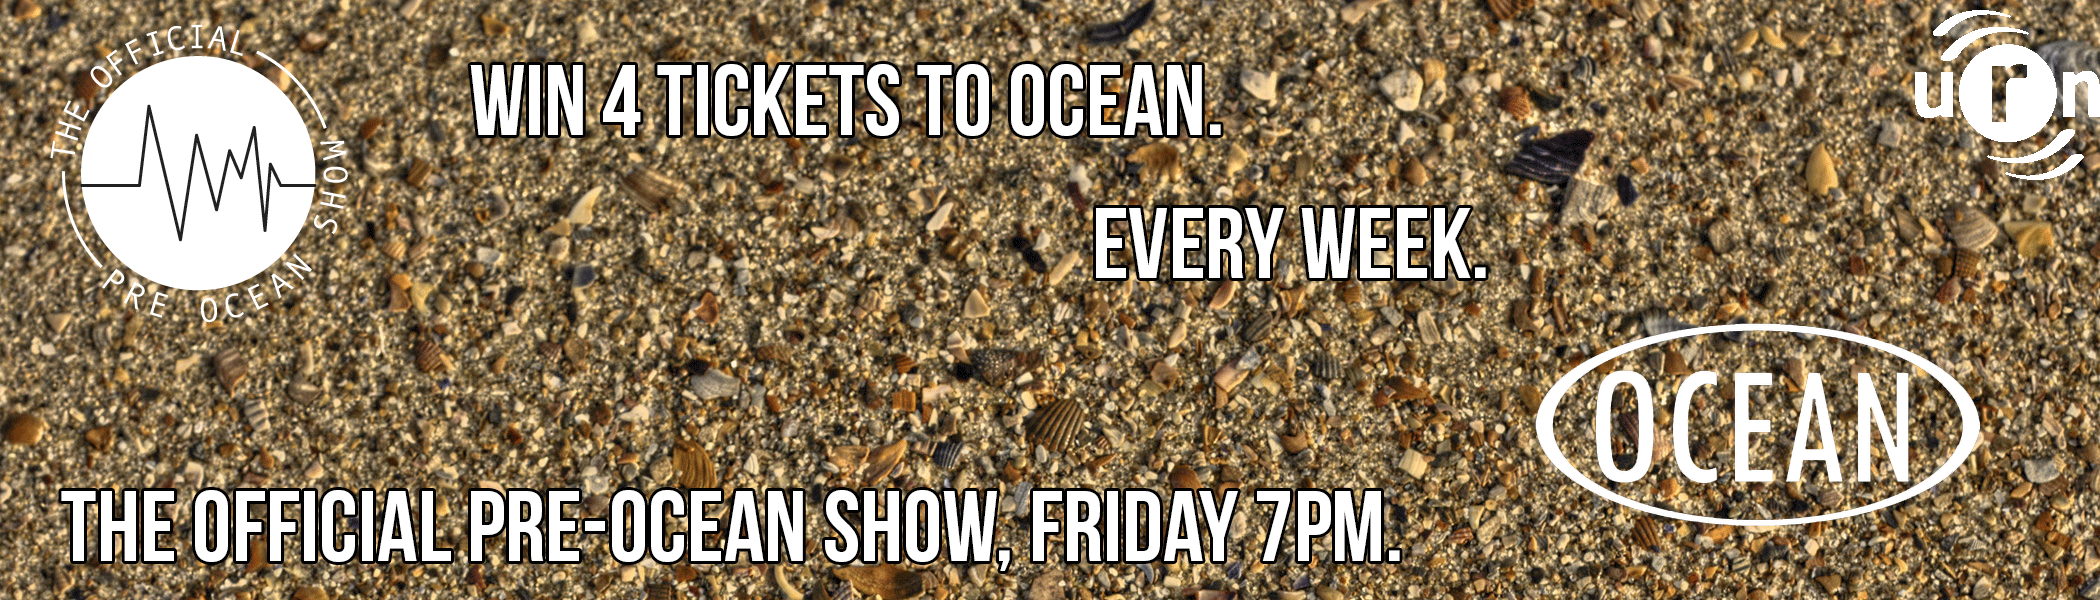 THE OFFICIAL
PRE OCEAN
SHOW
WIN 4 TICKETS TO OCEAN.
EVERY WEEK.
urn
OCEAN
THE OFFICIAL PRE-OCEAN SHOW, FRIDAY 7PM.